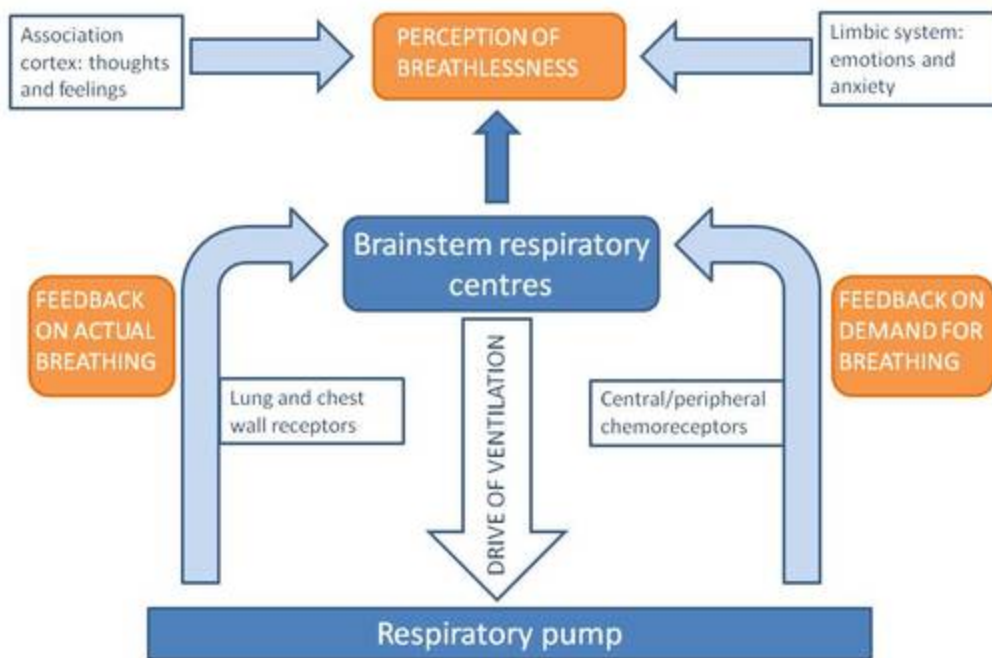 Association
cortex: thoughts
and feelings
PERCEPTION OF
BREATHLESSNESS
Limbic system:
emotions and
anxiety
Brainstem respiratory
centres
FEEDBACK
ON ACTUAL
BREATHING
FEEDBACK ON
DEMAND FOR
BREATHING
Lung and chest
wall receptors
DRIVE OF VENTILATION
Central/peripheral
chemoreceptors
Respiratory pump